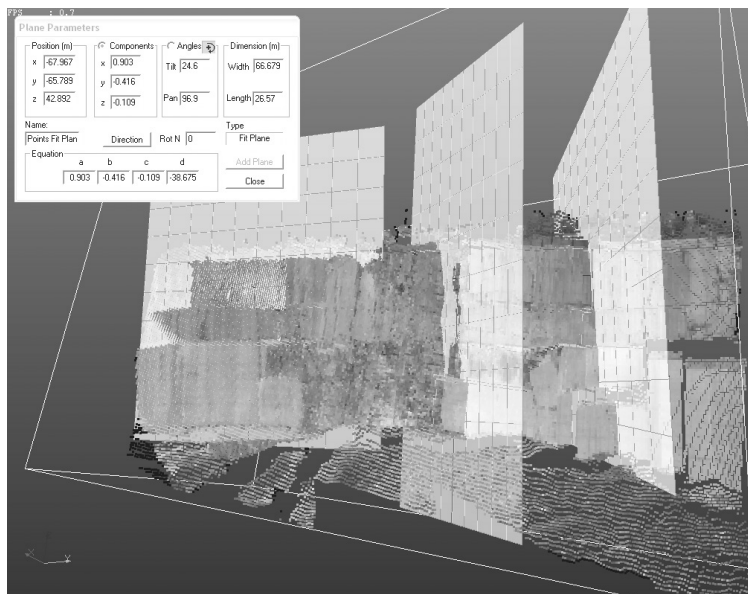 FPS : 0.7
Plane Parameters
Position (m) Components Angles Dimension (m)
x -67.967 x 0.903 Tilt 24.6 Width 66.679
y -65.789 y -0.416
z 42.892 z -0.109 Pan 96.9 Length 26.57
Name: Type
Points Fit Plan Direction Rot N 0 Fit Plane
Equation
a b c d Add Plane
0.903 -0.416 -0.109 -38.675 Close
X Y